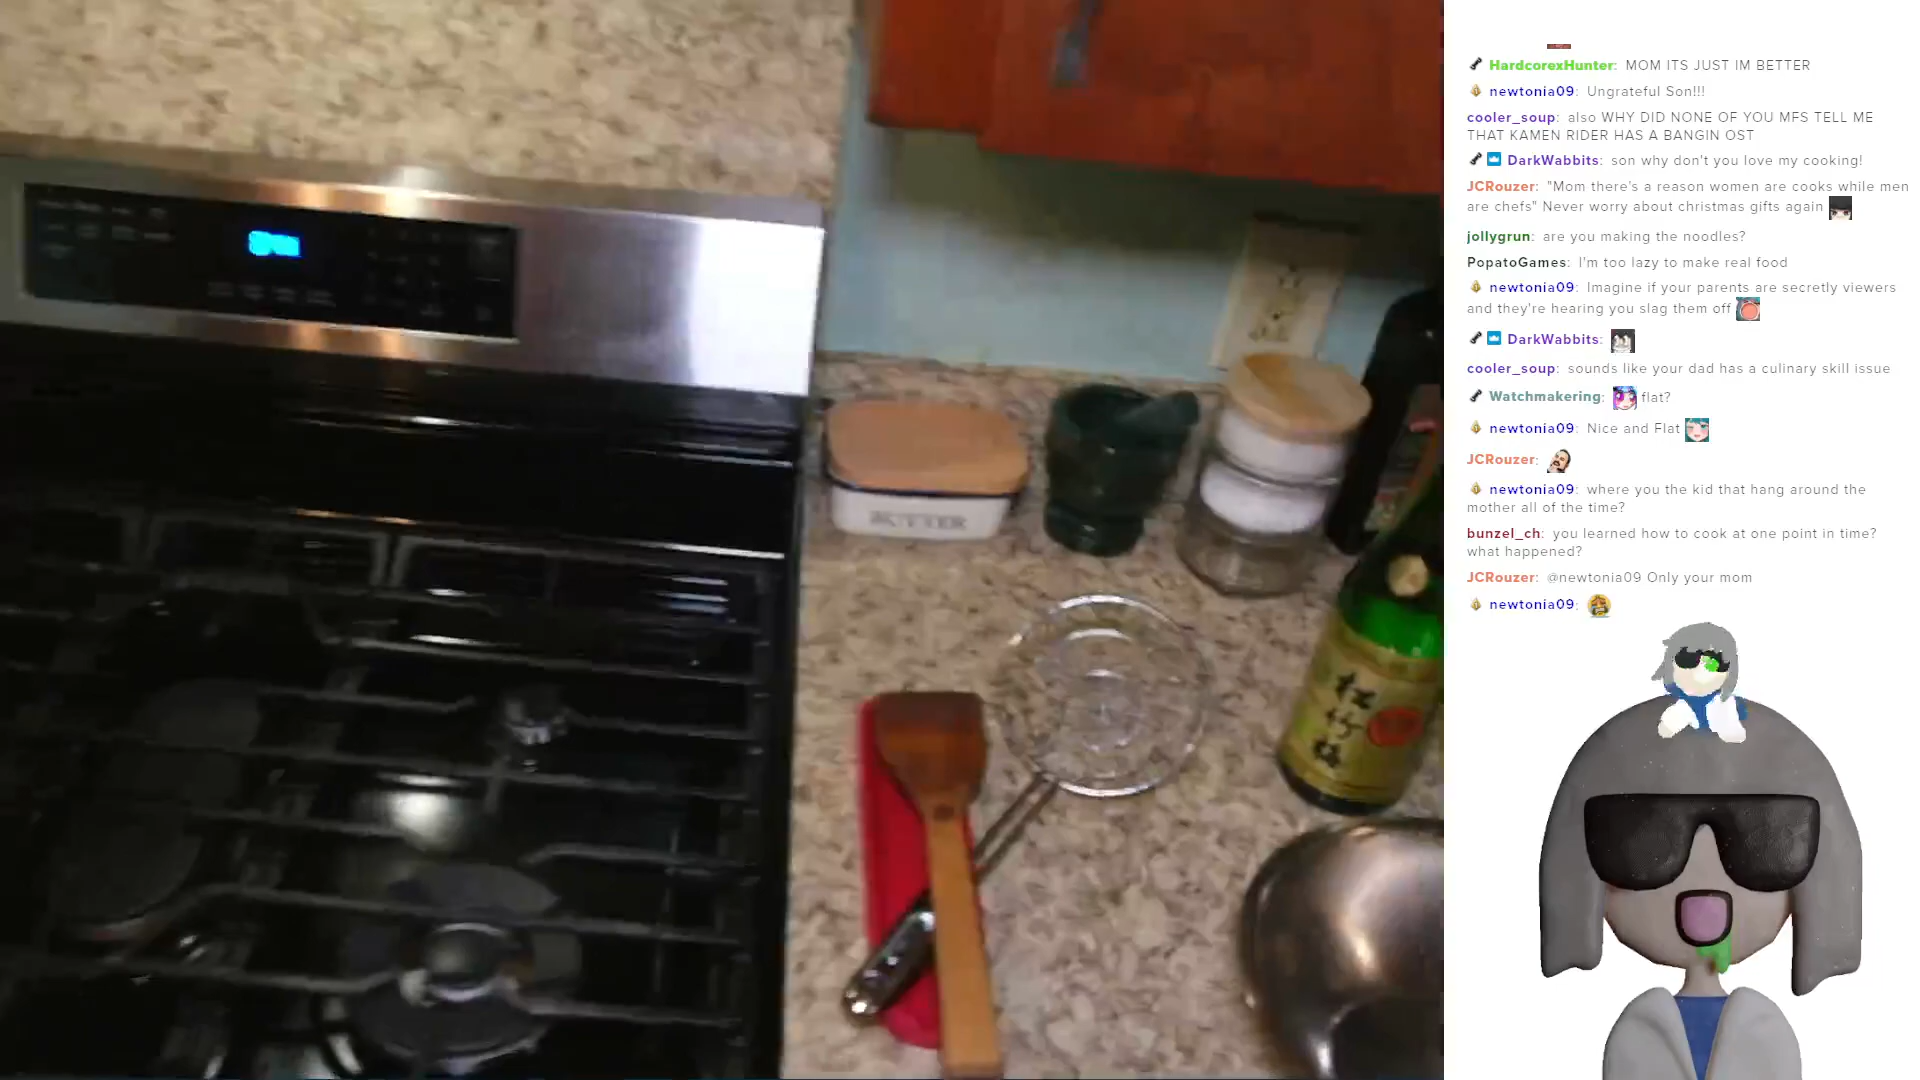 HardcorexHunter: MOM ITS JUST IM BETTER
newtonia09: Ungrateful Son!!!
cooler_soup: also WHY DID NONE OF YOU MFS TELL ME
THAT KAMEN RIDER HAS A BANGIN OST
DarkWabbits: son why don't you love my cooking!
JCRouzer: "Mom there's a reason women are cooks while men
are chefs" Never worry about christmas gifts again
jollygrun: are you making the noodles?
PopatoGames: I'm too lazy to make real food
newtonia09: Imagine if your parents are secretly viewers
and they're hearing you slag them off
DarkWabbits:
cooler_soup: sounds like your dad has a culinary skill issue
Watchmakering: flat?
newtonia09: Nice and Flat
JCRouzer:
newtonia09: where you the kid that hang around the
mother all of the time?
bunzel_ch: you learned how to cook at one point in time?
what happened?
JCRouzer: @newtonia09 Only your mom
newtonia09:
BUTTER
松竹梅